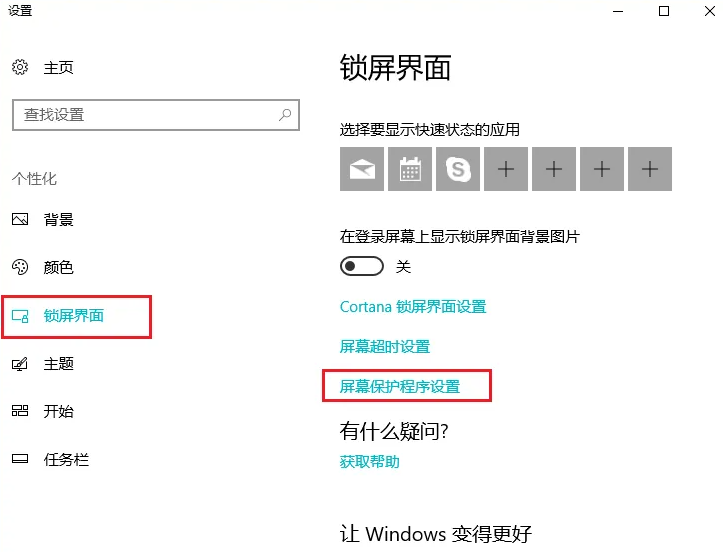 设置
主页
查找设置
个性化
背景
颜色
锁屏界面
主题
开始
任务栏
锁屏界面
选择要显示快速状态的应用
在登录屏幕上显示锁屏界面背景图片
关
Cortana 锁屏界面设置
屏幕超时设置
屏幕保护程序设置
有什么疑问?
获取帮助
让 Windows 变得更好